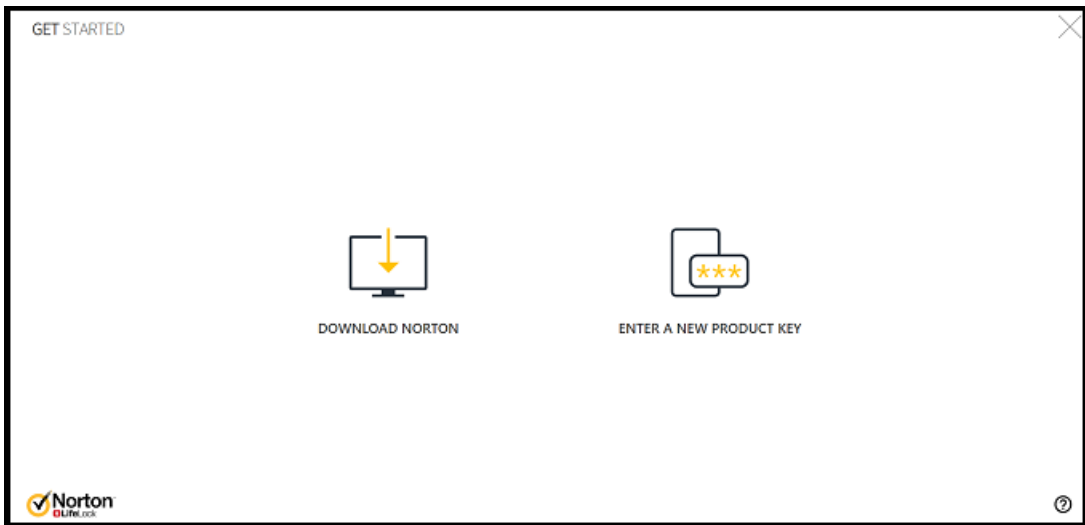 GET STARTED
***
DOWNLOAD NORTON
ENTER A NEW PRODUCT KEY
Norton
LifeLock
?